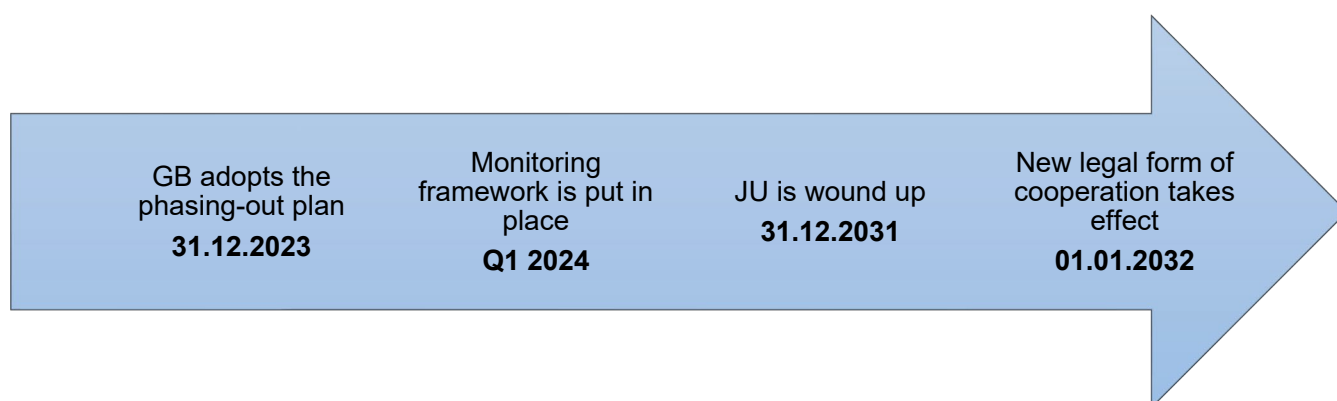 GB adopts the
phasing-out plan
31.12.2023
Monitoring
framework is put in
place
Q1 2024
JU is wound up
31.12.2031
New legal form of
cooperation takes
effect
01.01.2032